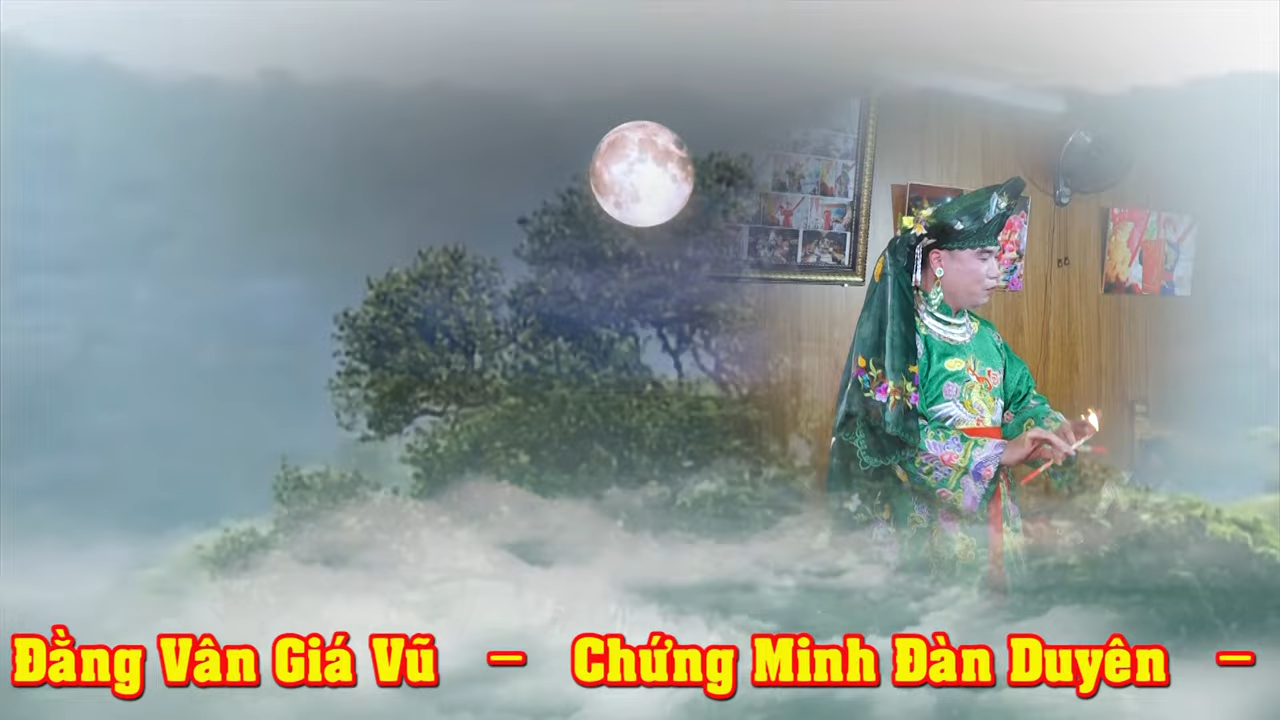 Đằng Vân Giá Vũ – Chứng Minh Đàn Duyên –